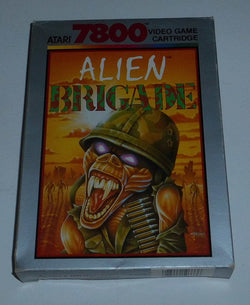 ATARI 7800 VIDEO GAME CARTRIDGE
ALIEN
BRIGADE